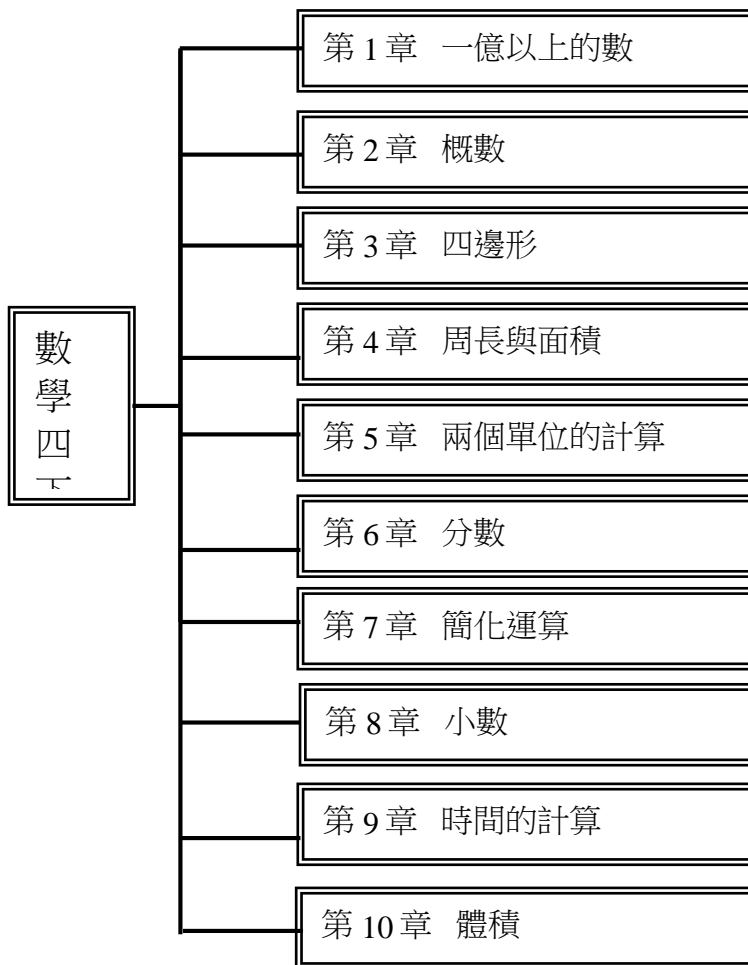 數學四下
第 1 章 一億以上的數
第 2 章 概數
第 3 章 四邊形
第 4 章 周長與面積
第 5 章 兩個單位的計算
第 6 章 分數
第 7 章 簡化運算
第 8 章 小數
第 9 章 時間的計算
第 10 章 體積